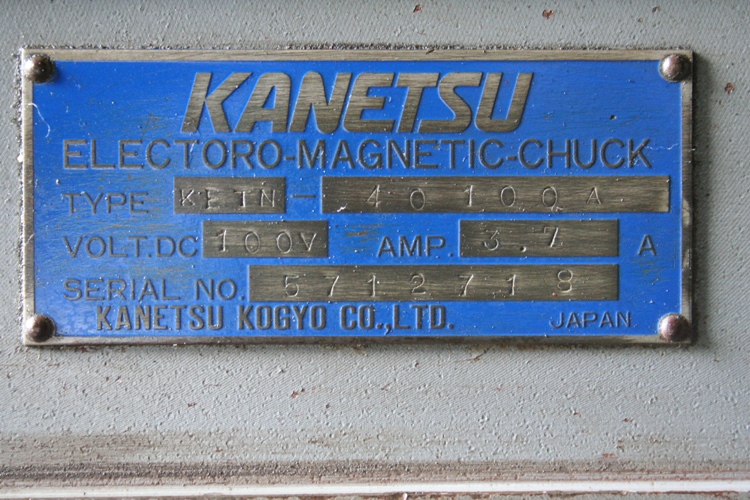 KANETSU
ELECTORO-MAGNETIC-CHUCK
TYPE KETN - 40100A
VOLT.DC 100V AMP. 3.7 A
SERIAL NO. 5712718
KANETSU KOGYO CO.,LTD. JAPAN